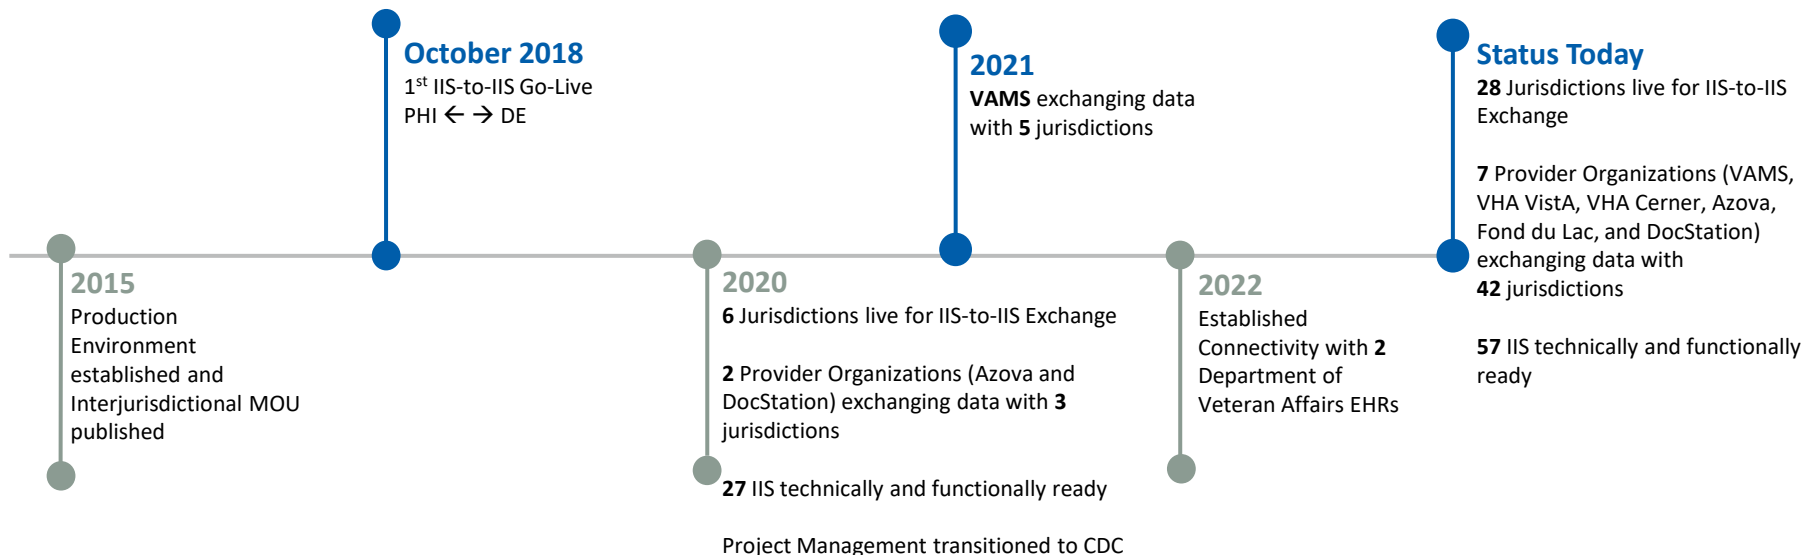 October 2018
1st IIS-to-IIS Go-Live
PHI ← → DE
2021
VAMS exchanging data
with 5 jurisdictions
Status Today
28 Jurisdictions live for IIS-to-IIS
Exchange
7 Provider Organizations (VAMS,
VHA VistA, VHA Cerner, Azova,
Fond du Lac, and DocStation)
exchanging data with
42 jurisdictions
57 IIS technically and functionally
ready
2015
Production
Environment
established and
Interjurisdictional MOU
published
2020
6 Jurisdictions live for IIS-to-IIS Exchange
2 Provider Organizations (Azova and
DocStation) exchanging data with 3
jurisdictions
27 IIS technically and functionally ready
Project Management transitioned to CDC
2022
Established
Connectivity with 2
Department of
Veteran Affairs EHRs